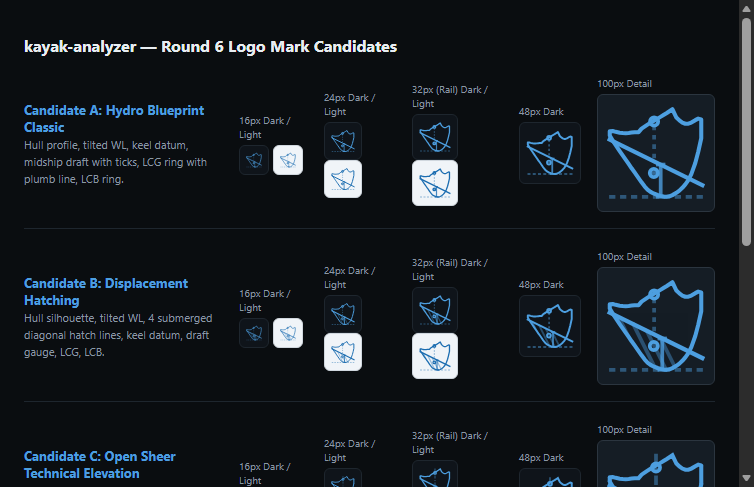 kayak-analyzer — Round 6 Logo Mark Candidates
Candidate A: Hydro Blueprint
Classic
Hull profile, tilted WL, keel datum,
midship draft with ticks, LCG ring with
plumb line, LCB ring.
16px Dark /
Light
24px Dark /
Light
32px (Rail) Dark /
Light
48px Dark
100px Detail
Candidate B: Displacement
Hatching
Hull silhouette, tilted WL, 4 submerged
diagonal hatch lines, keel datum, draft
gauge, LCG, LCB.
16px Dark /
Light
24px Dark /
Light
32px (Rail) Dark /
Light
48px Dark
100px Detail
Candidate C: Open Sheer
Technical Elevation
16px Dark /
Light
24px Dark /
Light
32px (Rail) Dark /
Light
48px Dark
100px Detail